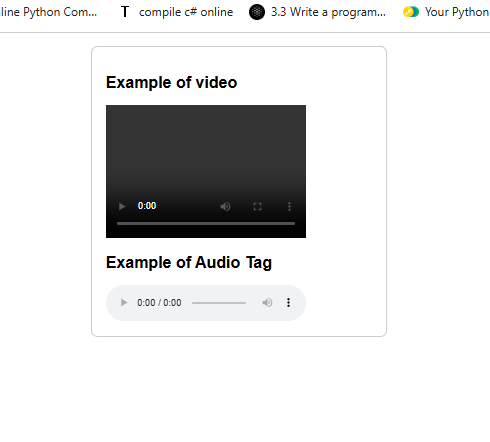 line Python Com... T compile c# online 3.3 Write a program... Your Python
Example of video
0:00
Example of Audio Tag
0:00 / 0:00